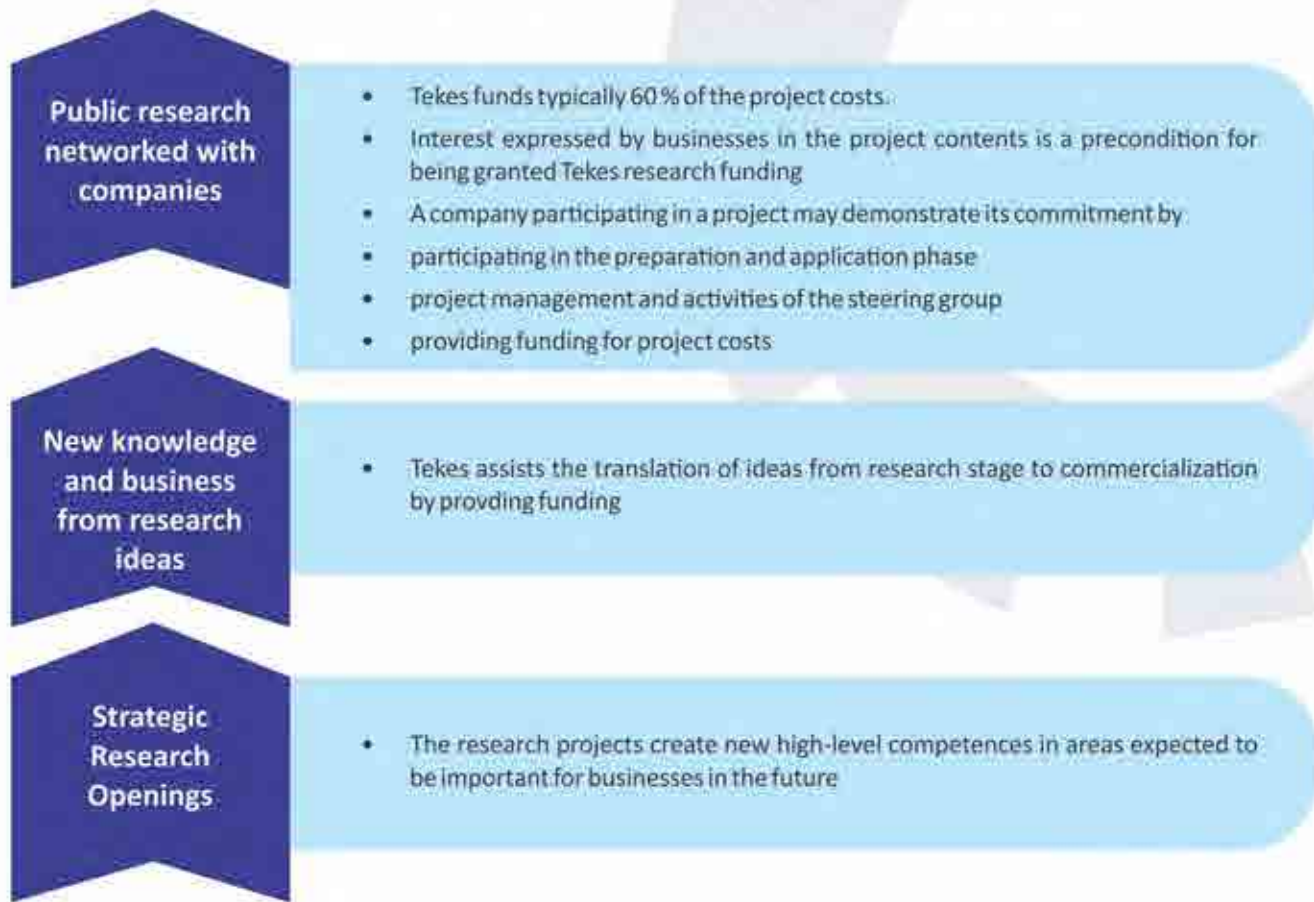 Public research
networked with
companies
• Tekes funds typically 60 % of the project costs.
• Interest expressed by businesses in the project contents is a precondition for
being granted Tekes research funding
• A company participating in a project may demonstrate its commitment by
• participating in the preparation and application phase
• project management and activities of the steering group
• providing funding for project costs
New knowledge
and business
from research
ideas
• Tekes assists the translation of ideas from research stage to commercialization
by provding funding
Strategic
Research
Openings
• The research projects create new high-level competences in areas expected to
be important for businesses in the future